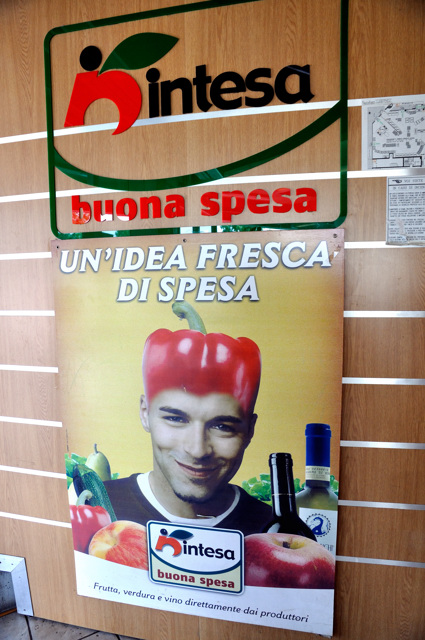 intesa
buona spesa
UN'IDEA FRESCA
DI SPESA
intesa
buona spesa
Frutta, verdura e vino direttamente dai produttori